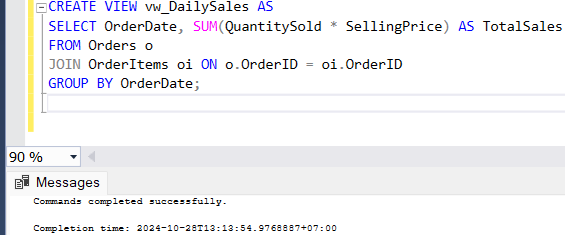 CREATE VIEW vw_DailySales AS
SELECT OrderDate, SUM(QuantitySold * SellingPrice) AS TotalSales
FROM Orders o
JOIN OrderItems oi ON o.OrderID = oi.OrderID
GROUP BY OrderDate;
90 %
Messages
Commands completed successfully.
Completion time: 2024-10-28T13:13:54.9768887+07:00